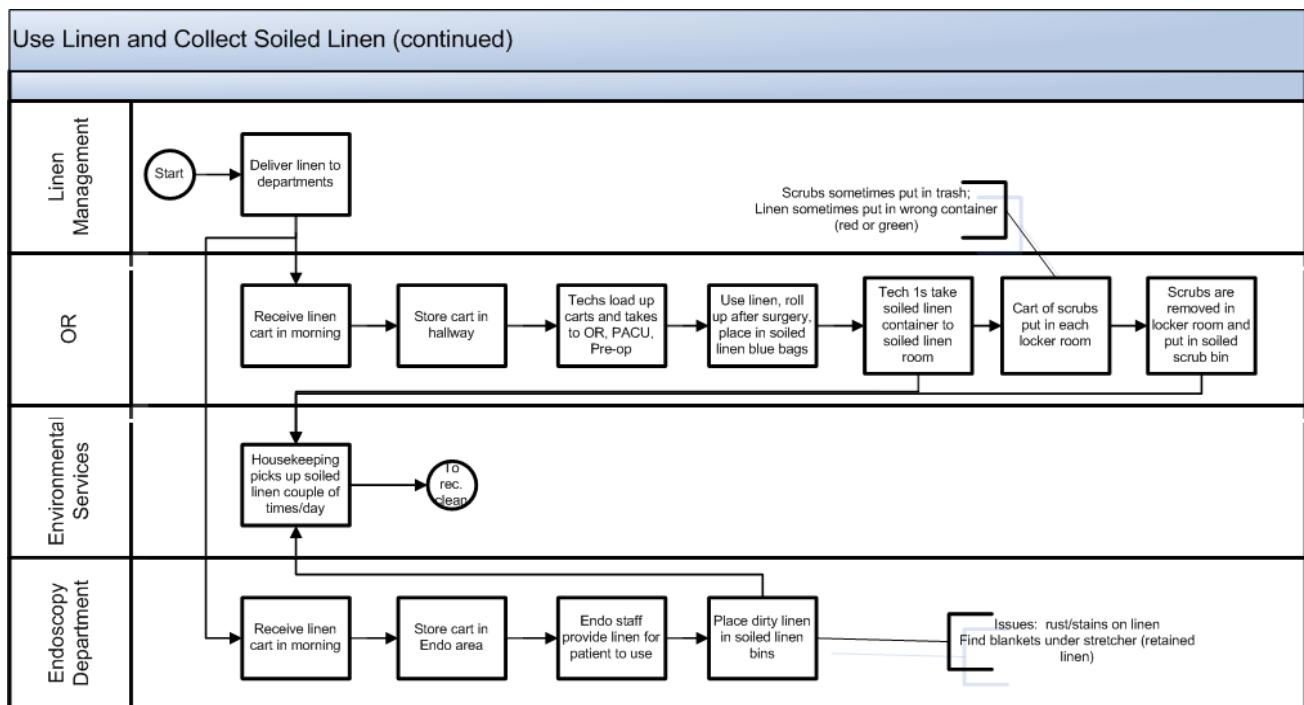 Use Linen and Collect Soiled Linen (continued)
Linen
Management
Start
Deliver linen to
departments
Scrubs sometimes put in trash;
Linen sometimes put in wrong container
(red or green)
OR
Receive linen
cart in morning
Store cart in
hallway
Techs load up
carts and takes
to OR, PACU,
Pre-op
Use linen, roll
up after surgery,
place in soiled
linen blue bags
Tech 1s take
soiled linen
container to
soiled linen
room
Cart of scrubs
put in each
locker room
Scrubs are
removed in
locker room and
put in soiled
scrub bin
Environmental
Services
Housekeeping
picks up soiled
linen couple of
times/day
To
rec.
clean
Endoscopy
Department
Receive linen
cart in morning
Store cart in
Endo area
Endo staff
provide linen for
patient to use
Place dirty linen
in soiled linen
bins
Issues: rust/stains on linen
Find blankets under stretcher (retained
linen)